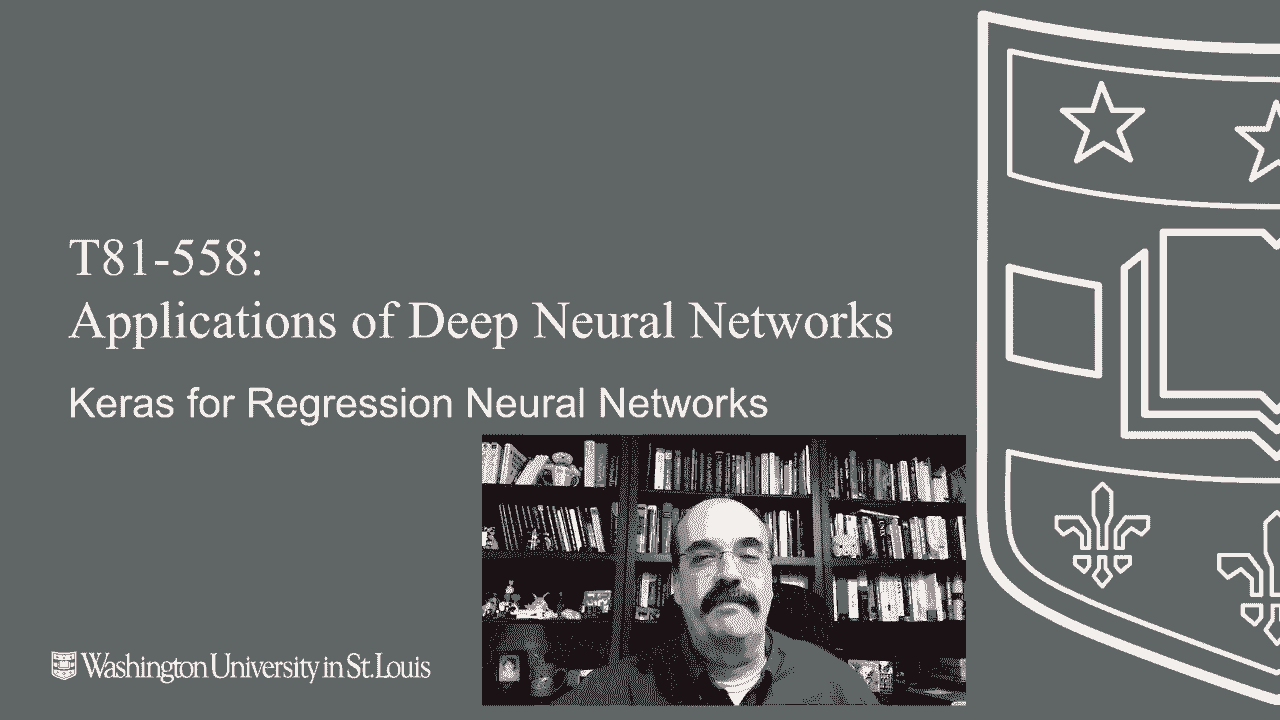 T81-558:
Applications of Deep Neural Networks
Keras for Regression Neural Networks
Washington University in St. Louis